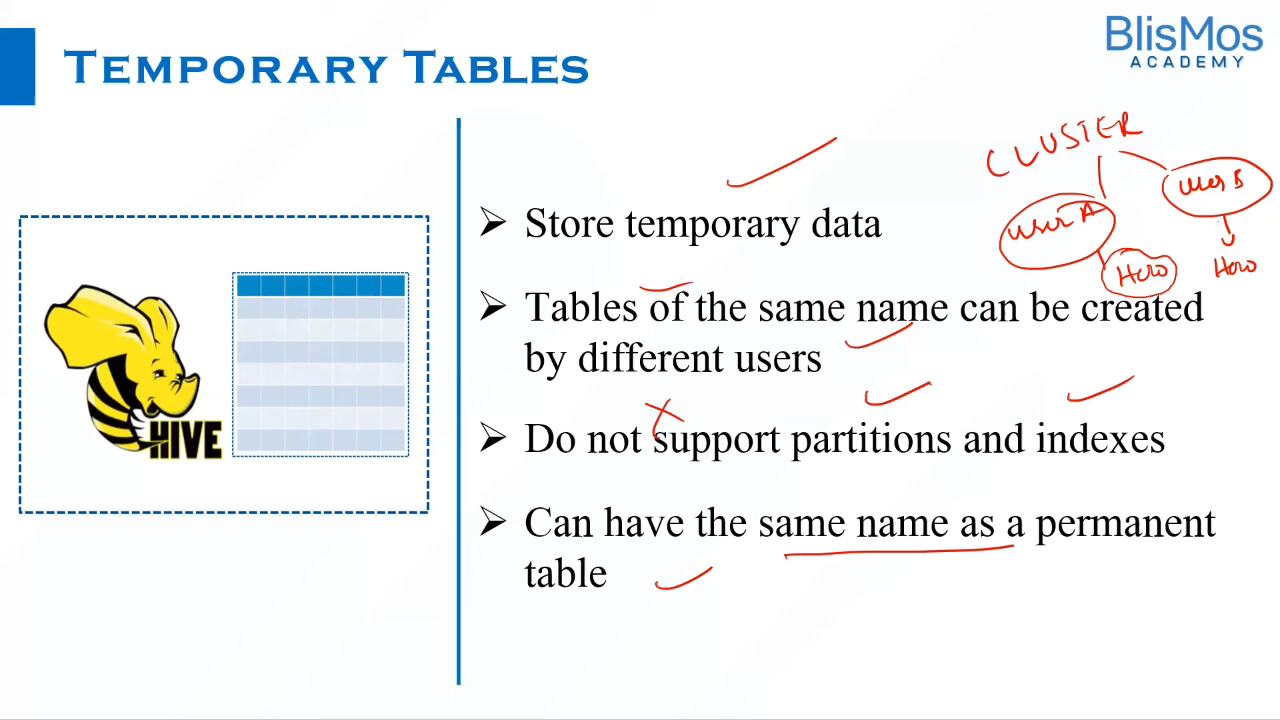 BlisMos
ACADEMY
TEMPORARY TABLES
CLUSTER
User A
User B
Hero
Hero
➢ Store temporary data
➢ Tables of the same name can be created
by different users
➢ Do not support partitions and indexes
➢ Can have the same name as a permanent
table
HIVE